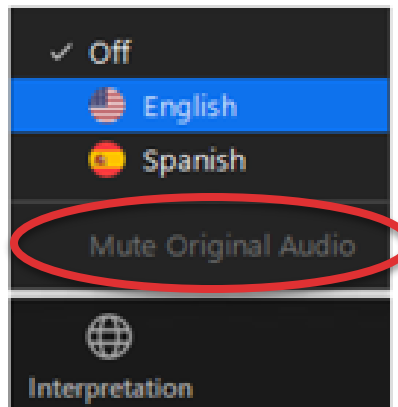 Off
English
Spanish
Mute Original Audio
Interpretation